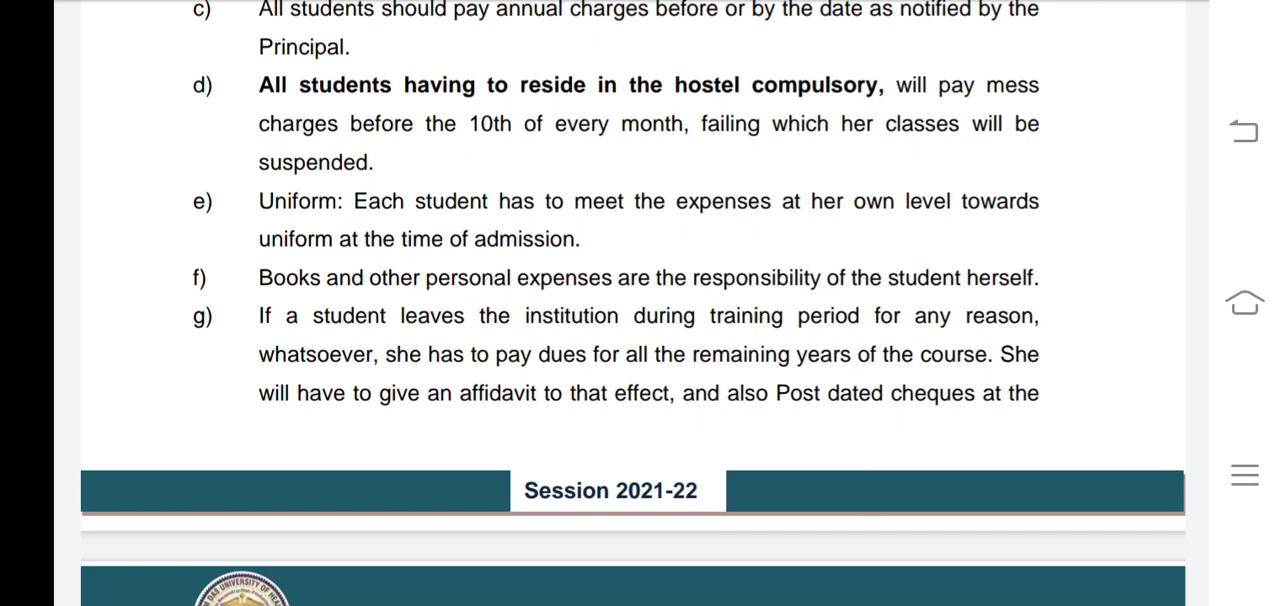 c) All students should pay annual charges before or by the date as notified by the
Principal.
d) All students having to reside in the hostel compulsory, will pay mess
charges before the 10th of every month, failing which her classes will be
suspended.
e) Uniform: Each student has to meet the expenses at her own level towards
uniform at the time of admission.
f) Books and other personal expenses are the responsibility of the student herself.
g) If a student leaves the institution during training period for any reason,
whatsoever, she has to pay dues for all the remaining years of the course. She
will have to give an affidavit to that effect, and also Post dated cheques at the
Session 2021-22
DAS UNIVERSITY OF